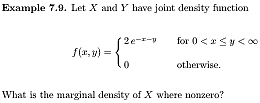 Example 7.9. Let X and Y have joint density function
f(x, y) = { 2 e^{-x-y} for 0 < x ≤ y < ∞
0 otherwise.
What is the marginal density of X where nonzero?